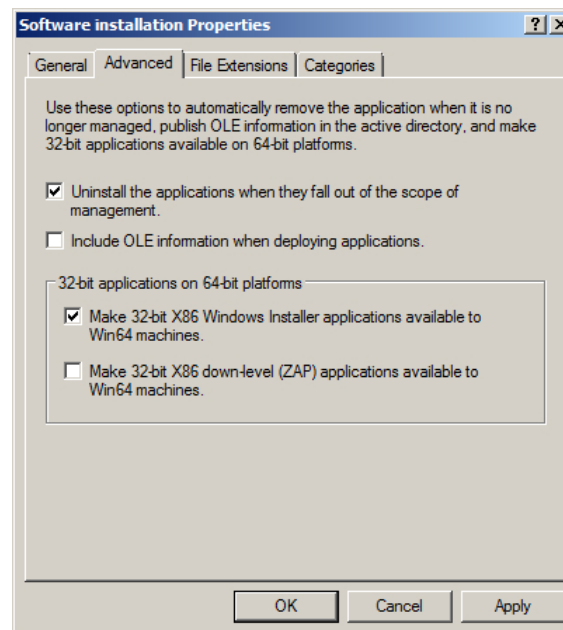 Software installation Properties
General Advanced File Extensions Categories
Use these options to automatically remove the application when it is no
longer managed, publish OLE information in the active directory, and make
32-bit applications available on 64-bit platforms.
Uninstall the applications when they fall out of the scope of
management.
Include OLE information when deploying applications.
32-bit applications on 64-bit platforms
Make 32-bit X86 Windows Installer applications available to
Win64 machines.
Make 32-bit X86 down-level (ZAP) applications available to
Win64 machines.
OK Cancel Apply